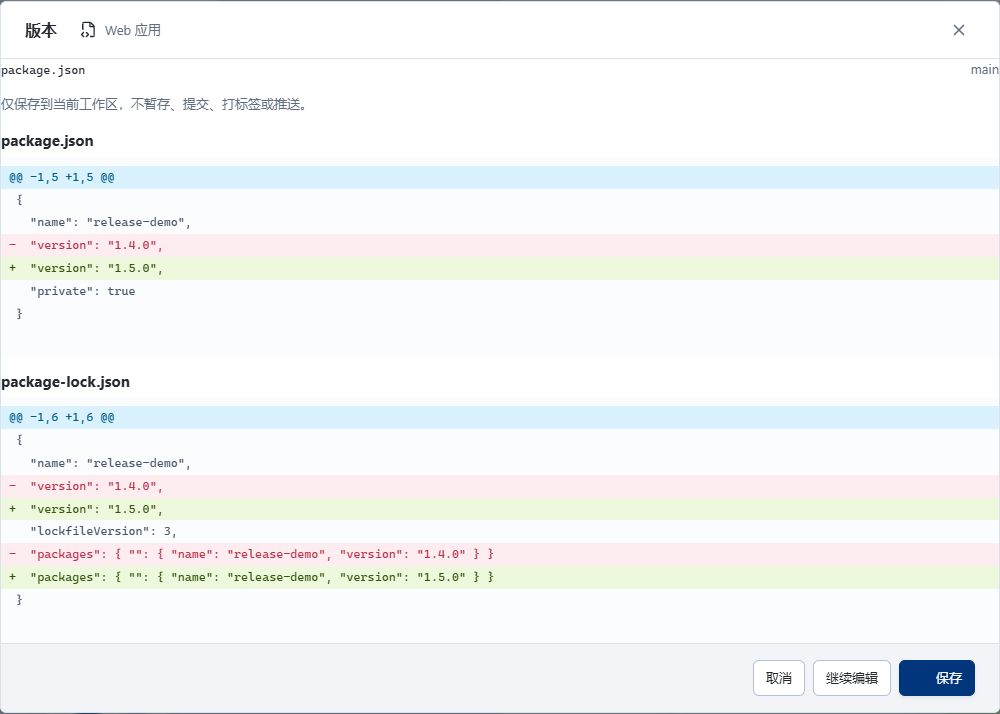 版本 Web 应用
package.json main
仅保存到当前工作区，不暂存、提交、打标签或推送。
package.json
@@ -1,5 +1,5 @@
{
"name": "release-demo",
- "version": "1.4.0",
+ "version": "1.5.0",
"private": true
}
package-lock.json
@@ -1,6 +1,6 @@
{
"name": "release-demo",
- "version": "1.4.0",
+ "version": "1.5.0",
"lockfileVersion": 3,
- "packages": { "": { "name": "release-demo", "version": "1.4.0" } }
+ "packages": { "": { "name": "release-demo", "version": "1.5.0" } }
}
取消 继续编辑 保存